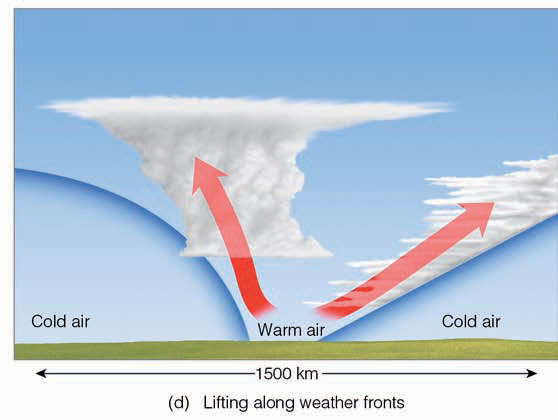 Cold air
Warm air
Cold air
1500 km
(d) Lifting along weather fronts